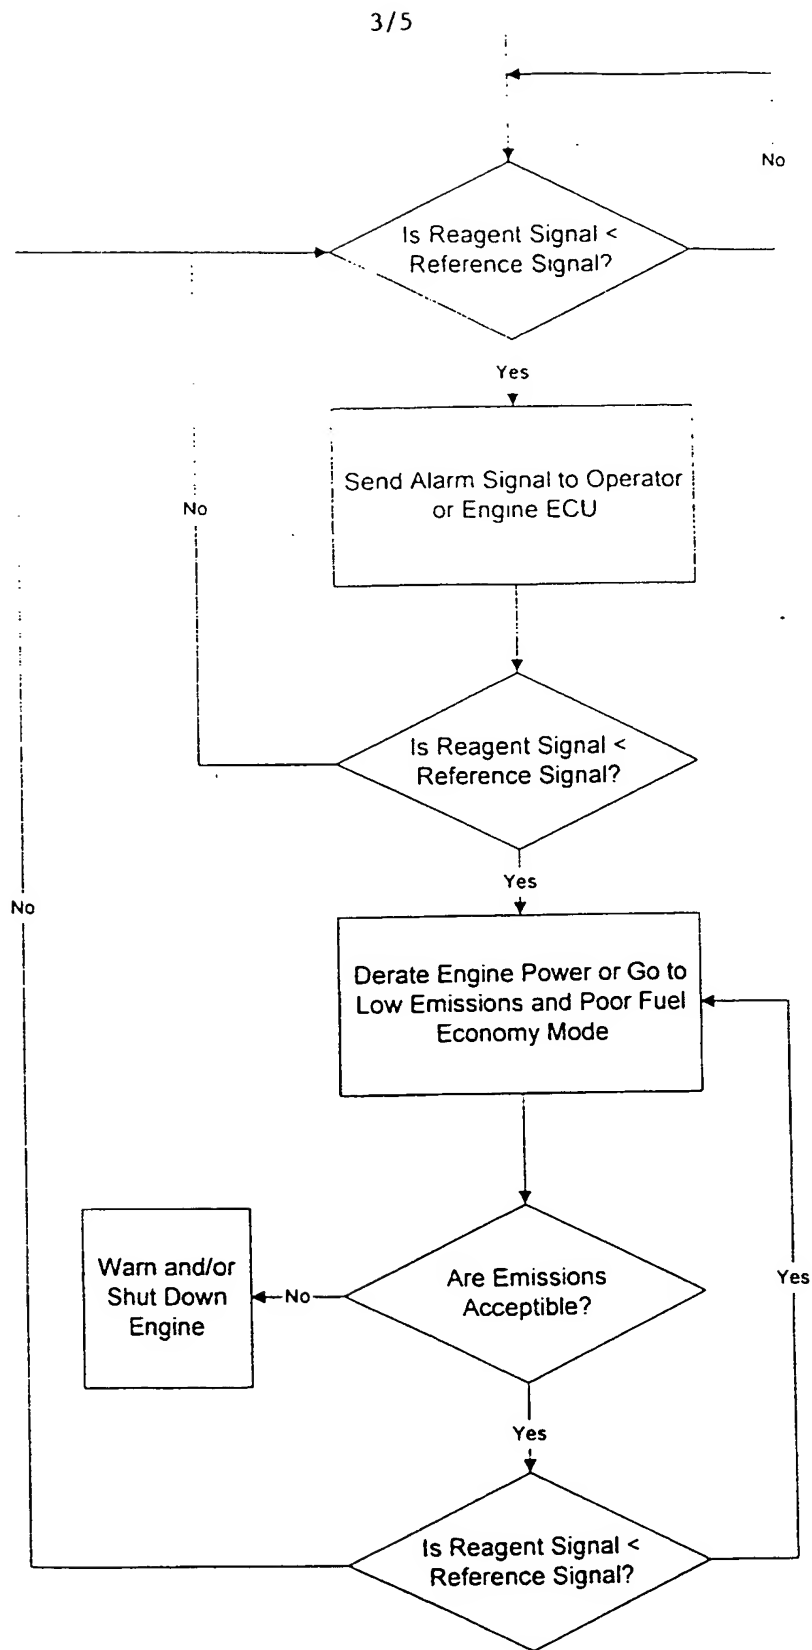 3/5
No
Is Reagent Signal <
Reference Signal?
Yes
Send Alarm Signal to Operator
or Engine ECU
No
Is Reagent Signal <
Reference Signal?
Yes
No
Derate Engine Power or Go to
Low Emissions and Poor Fuel
Economy Mode
Warn and/or
Shut Down
Engine
No
Are Emissions
Acceptible?
Yes
Yes
Is Reagent Signal <
Reference Signal?